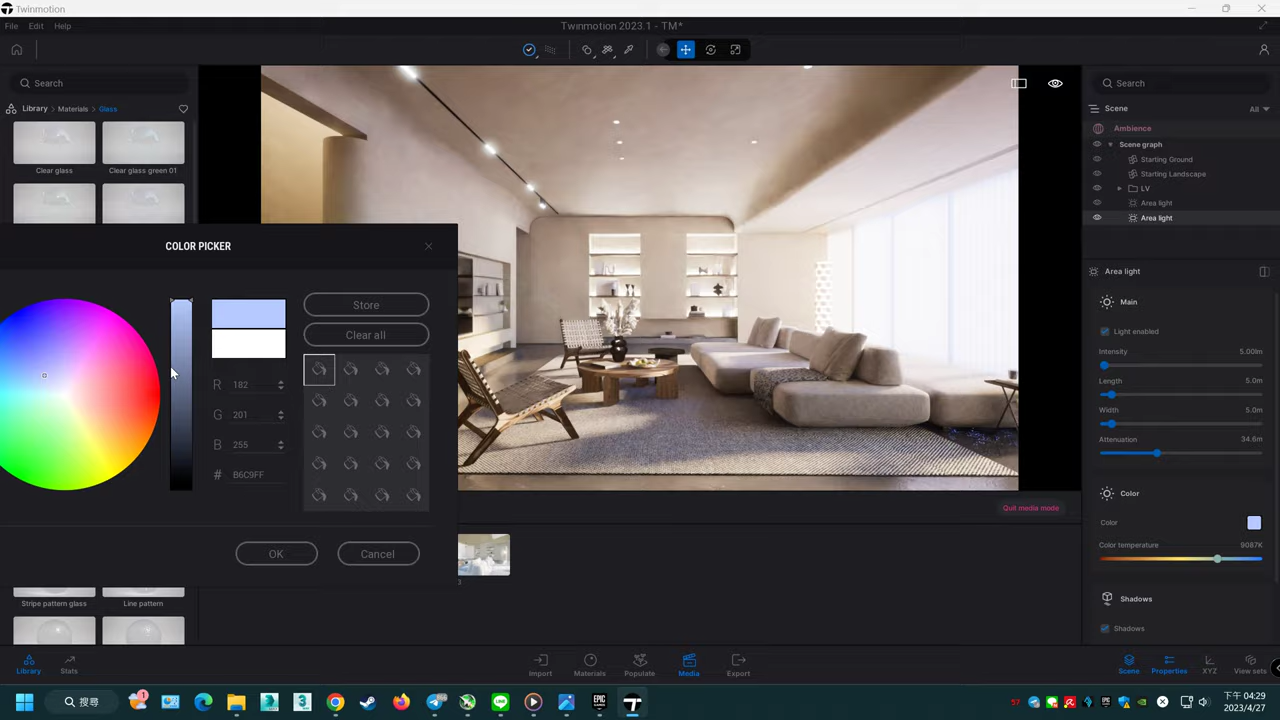 Twinmotion
File Edit Help
Twinmotion 2023.1 - TM*
Search
Library > Materials > Glass
Clear glass
Clear glass green 01
COLOR PICKER
Store
Clear all
R 182
G 201
B 255
# B6C9FF
OK
Cancel
Stripe pattern glass
Line pattern
Quit media mode
3
Search
Scene
All
Ambience
Scene graph
Starting Ground
Starting Landscape
LV
Area light
Area light
Area light
Main
Light enabled
Intensity 5.00lm
Length 5.0m
Width 5.0m
Attenuation 34.6m
Color
Color
Color temperature 9087K
Shadows
Shadows
Library
Stats
Import
Materials
Populate
Media
Export
Scene
Properties
XYZ
View sets
搜尋
1
57
下午 04:29
2023/4/27